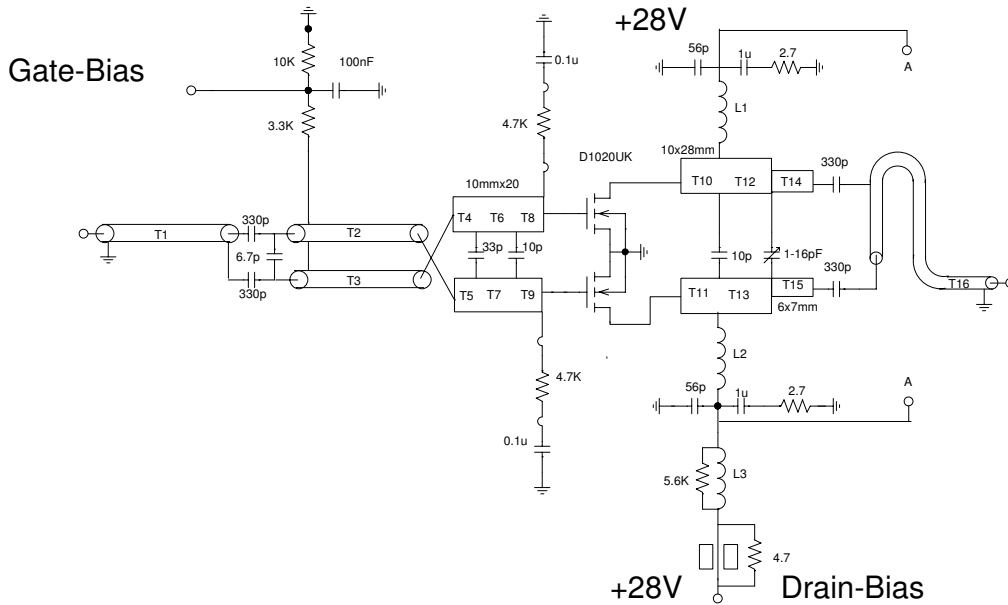 +28V
56p
1u
2.7
A
Gate-Bias
10K
100nF
0.1u
3.3K
4.7K
L1
D1020UK
10x28mm
10mmx20
T10
T12
T14
330p
330p
T1
T2
T4
T6
T8
6.7p
33p
10p
10p
1-16pF
330p
T3
T5
T7
T9
T11
T13
T15
330p
T16
6x7mm
4.7K
L2
56p
1u
2.7
A
0.1u
5.6K
L3
4.7
+28V
Drain-Bias